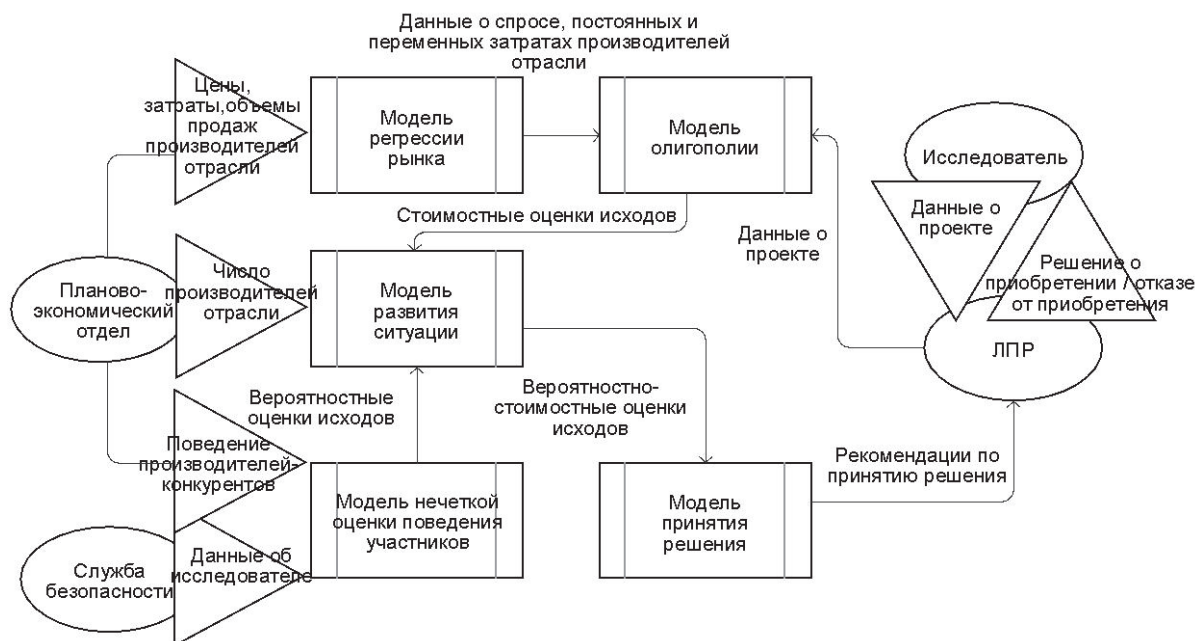 Данные о спросе, постоянных и
переменных затратах производителей
отрасли
Цены,
затраты,объемы
продаж
производителей
отрасли
Модель
регрессии
рынка
Модель
олигополии
Исследователь
Данные о
проекте
Решение о
приобретении / отказе
от приобретения
ЛПР
Стоимостные оценки исходов
Данные о
проекте
Планово-
экономический
отдел
Число
производителей
отрасли
Модель
развития
ситуации
Вероятностные
оценки исходов
Вероятностно-
стоимостные оценки
исходов
Поведение
производителей-
конкурентов
Модель нечеткой
оценки поведения
участников
Модель
принятия
решения
Рекомендации по
принятию решения
Служба
безопасности
Данные об
исследователе